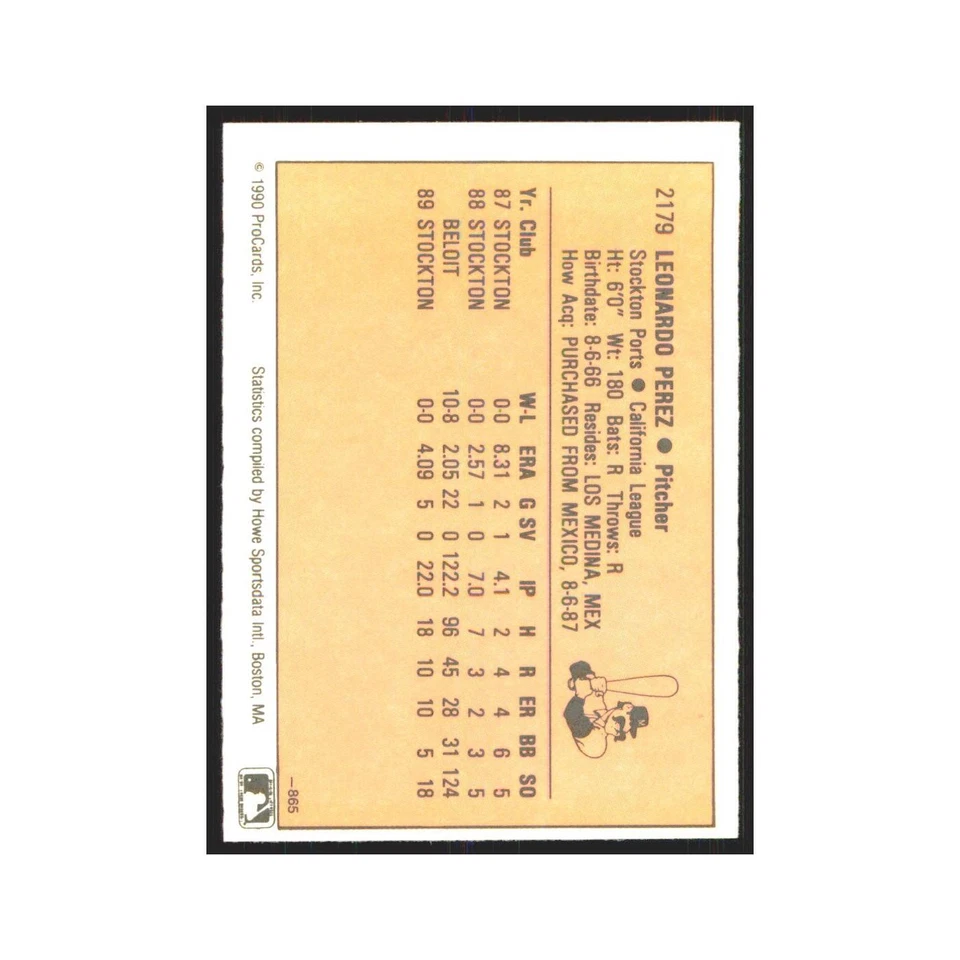 2179 LEONARDO PEREZ ● Pitcher
Stockton Ports ● California League
Ht: 6'0" Wt: 180 Bats: R Throws: R
Birthdate: 8-6-66 Resides: LOS MEDINA, MEX
How Acq: PURCHASED FROM MEXICO, 8-6-87
Yr. Club W-L ERA G SV IP H R ER BB SO
87 STOCKTON 0-0 8.31 2 1 4.1 2 4 4 6 5
88 STOCKTON 0-0 2.57 1 0 7.0 7 3 2 3 5
BELOIT 10-8 2.05 22 0 122.2 96 45 28 31 124
89 STOCKTON 0-0 4.09 5 0 22.0 18 10 10 5 18
–865
© 1990 ProCards, Inc. Statistics compiled by Howe Sportsdata Intl., Boston, MA